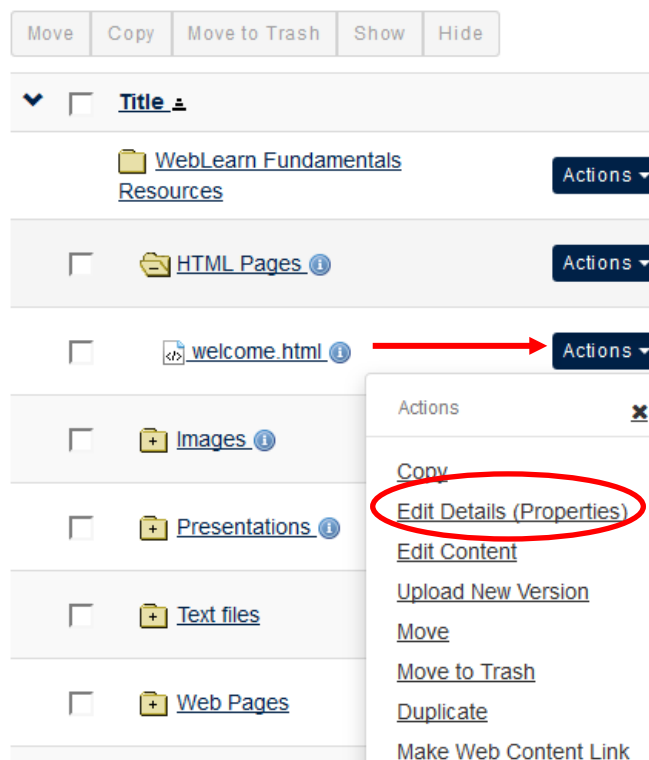 Move Copy Move to Trash Show Hide
Title
WebLearn Fundamentals
Resources
Actions
HTML Pages
Actions
welcome.html
Actions
Actions
Images
Copy
Edit Details (Properties)
Presentations
Edit Content
Upload New Version
Text files
Move
Move to Trash
Web Pages
Duplicate
Make Web Content Link